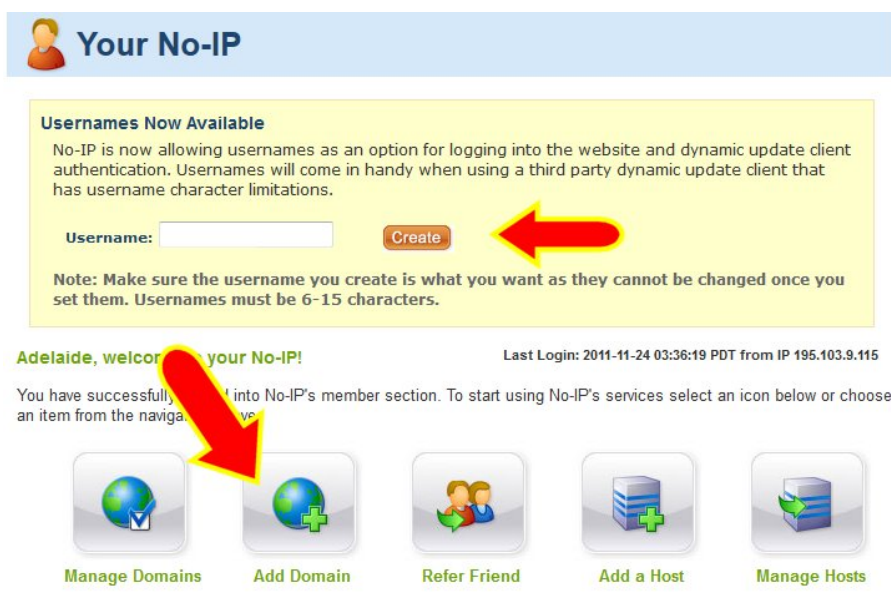 Your No-IP
Usernames Now Available
No-IP is now allowing usernames as an option for logging into the website and dynamic update client
authentication. Usernames will come in handy when using a third party dynamic update client that
has username character limitations.
Username:
Create
Note: Make sure the username you create is what you want as they cannot be changed once you
set them. Usernames must be 6-15 characters.
Adelaide, your No-IP!
Last Login: 2011-11-24 03:36:19 PDT from IP 195.103.9.115
You have successfully into No-IP's member section. To start using No-IP's services select an icon below or choose
an item from the
Manage Domains
Add Domain
Refer Friend
Add a Host
Manage Hosts